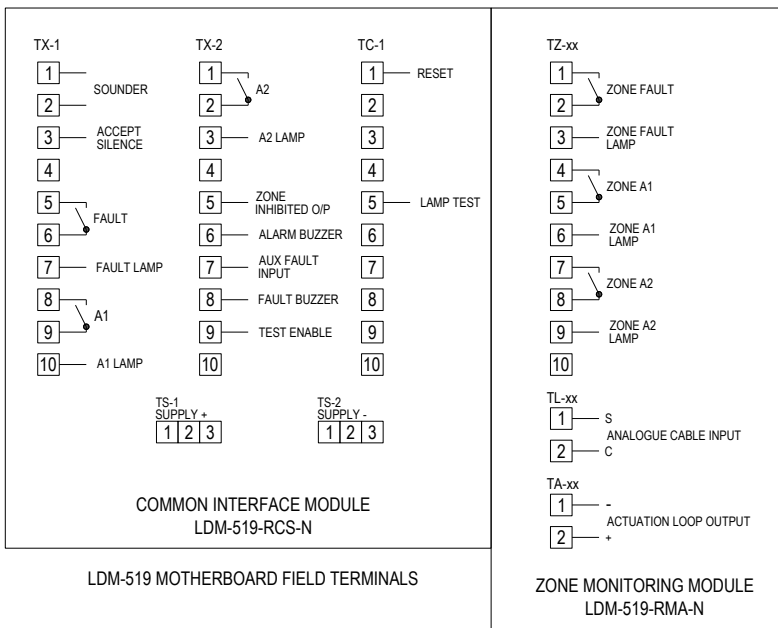 TX-1
1
2
3
4
5
6
7
8
9
10
SOUNDER
ACCEPT
SILENCE
FAULT
FAULT LAMP
A1
A1 LAMP
TX-2
1
2
3
4
5
6
7
8
9
10
A2
A2 LAMP
ZONE
INHIBITED O/P
ALARM BUZZER
AUX FAULT
INPUT
FAULT BUZZER
TEST ENABLE
TC-1
1
2
3
4
5
6
7
8
9
10
RESET
LAMP TEST
TS-1
SUPPLY +
1 2 3
TS-2
SUPPLY -
1 2 3
COMMON INTERFACE MODULE
LDM-519-RCS-N
LDM-519 MOTHERBOARD FIELD TERMINALS
TZ-xx
1
2
3
4
5
6
7
8
9
10
ZONE FAULT
ZONE FAULT
LAMP
ZONE A1
ZONE A1
LAMP
ZONE A2
ZONE A2
LAMP
TL-xx
1 S
ANALOGUE CABLE INPUT
2 C
TA-xx
1 -
ACTUATION LOOP OUTPUT
2 +
ZONE MONITORING MODULE
LDM-519-RMA-N